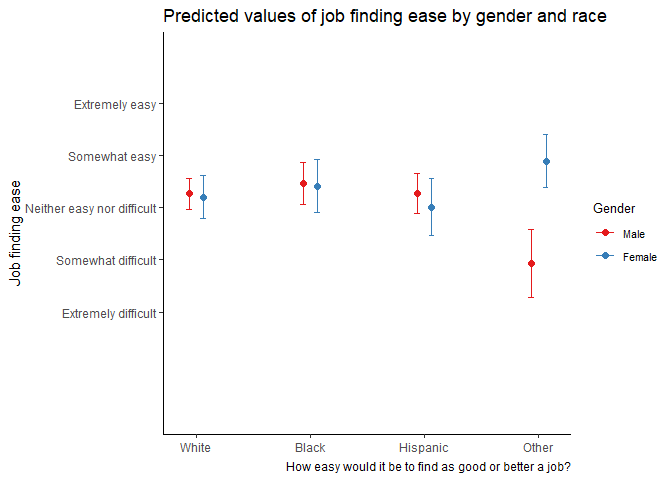 Predicted values of job finding ease by gender and race
Job finding ease
Extremely easy
Somewhat easy
Neither easy nor difficult
Somewhat difficult
Extremely difficult
White Black Hispanic Other
How easy would it be to find as good or better a job?
Gender
Male
Female